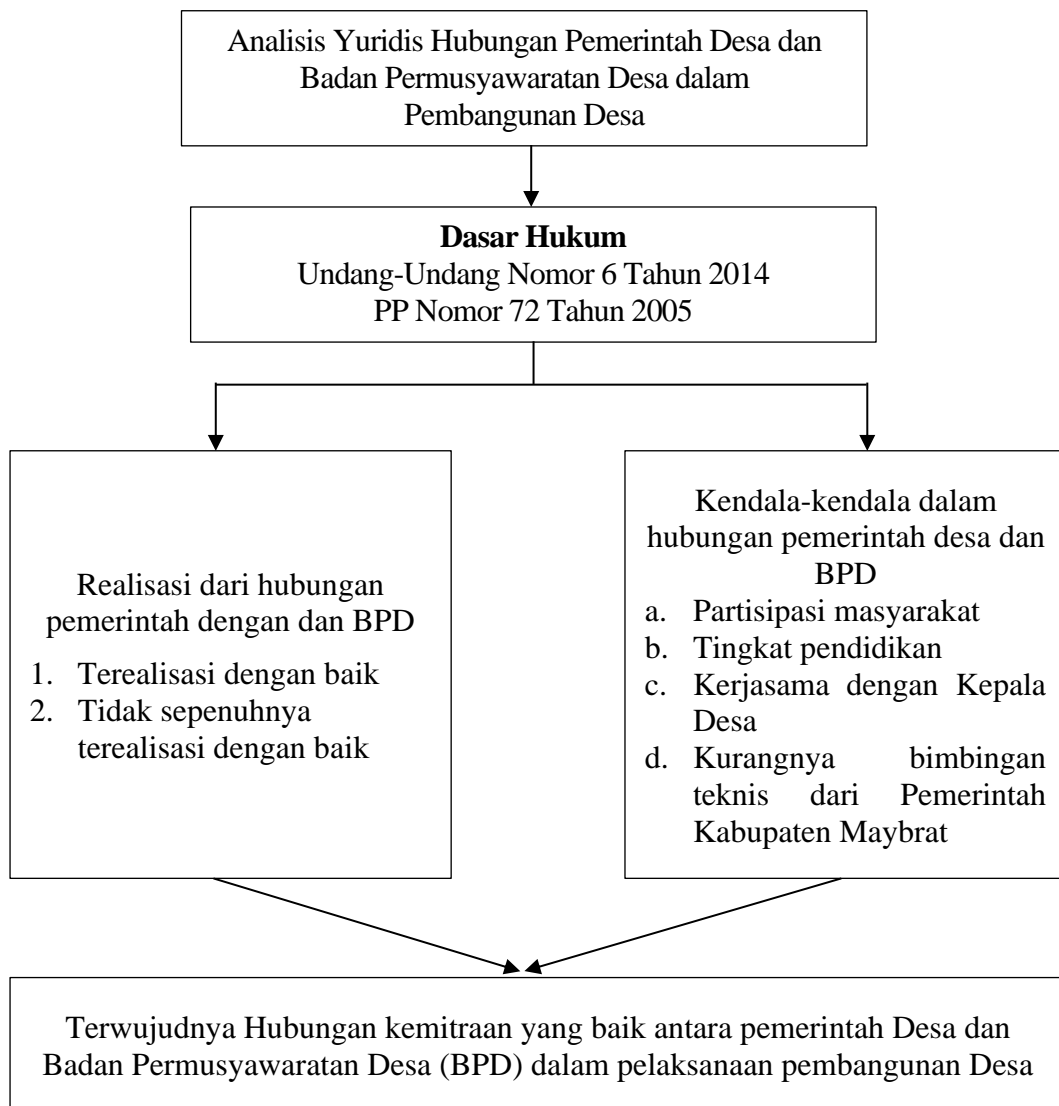 Analisis Yuridis Hubungan Pemerintah Desa dan
Badan Permusyawaratan Desa dalam
Pembangunan Desa
Dasar Hukum
Undang-Undang Nomor 6 Tahun 2014
PP Nomor 72 Tahun 2005
Realisasi dari hubungan
pemerintah dengan dan BPD
1. Terealisasi dengan baik
2. Tidak sepenuhnya
terealisasi dengan baik
Kendala-kendala dalam
hubungan pemerintah desa dan
BPD
a. Partisipasi masyarakat
b. Tingkat pendidikan
c. Kerjasama dengan Kepala
Desa
d. Kurangnya bimbingan
teknis dari Pemerintah
Kabupaten Maybrat
Terwujudnya Hubungan kemitraan yang baik antara pemerintah Desa dan
Badan Permusyawaratan Desa (BPD) dalam pelaksanaan pembangunan Desa